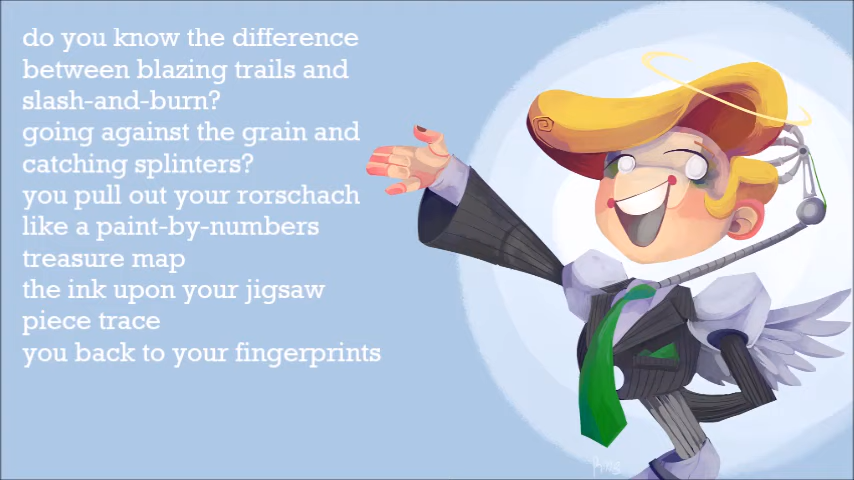 do you know the difference
between blazing trails and
slash-and-burn?
going against the grain and
catching splinters?
you pull out your rorschach
like a paint-by-numbers
treasure map
the ink upon your jigsaw
piece trace
you back to your fingerprints